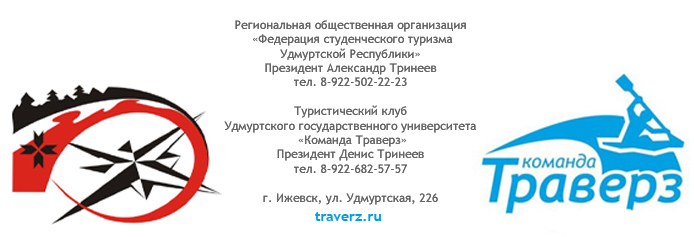 Региональная общественная организация
«Федерация студенческого туризма
Удмуртской Республики»
Президент Александр Тринеев
тел. 8-922-502-22-23
Туристический клуб
Удмуртского государственного университета
«Команда Траверз»
Президент Денис Тринеев
тел. 8-922-682-57-57
г. Ижевск, ул. Удмуртская, 226
traverz.ru
команда
Траверз